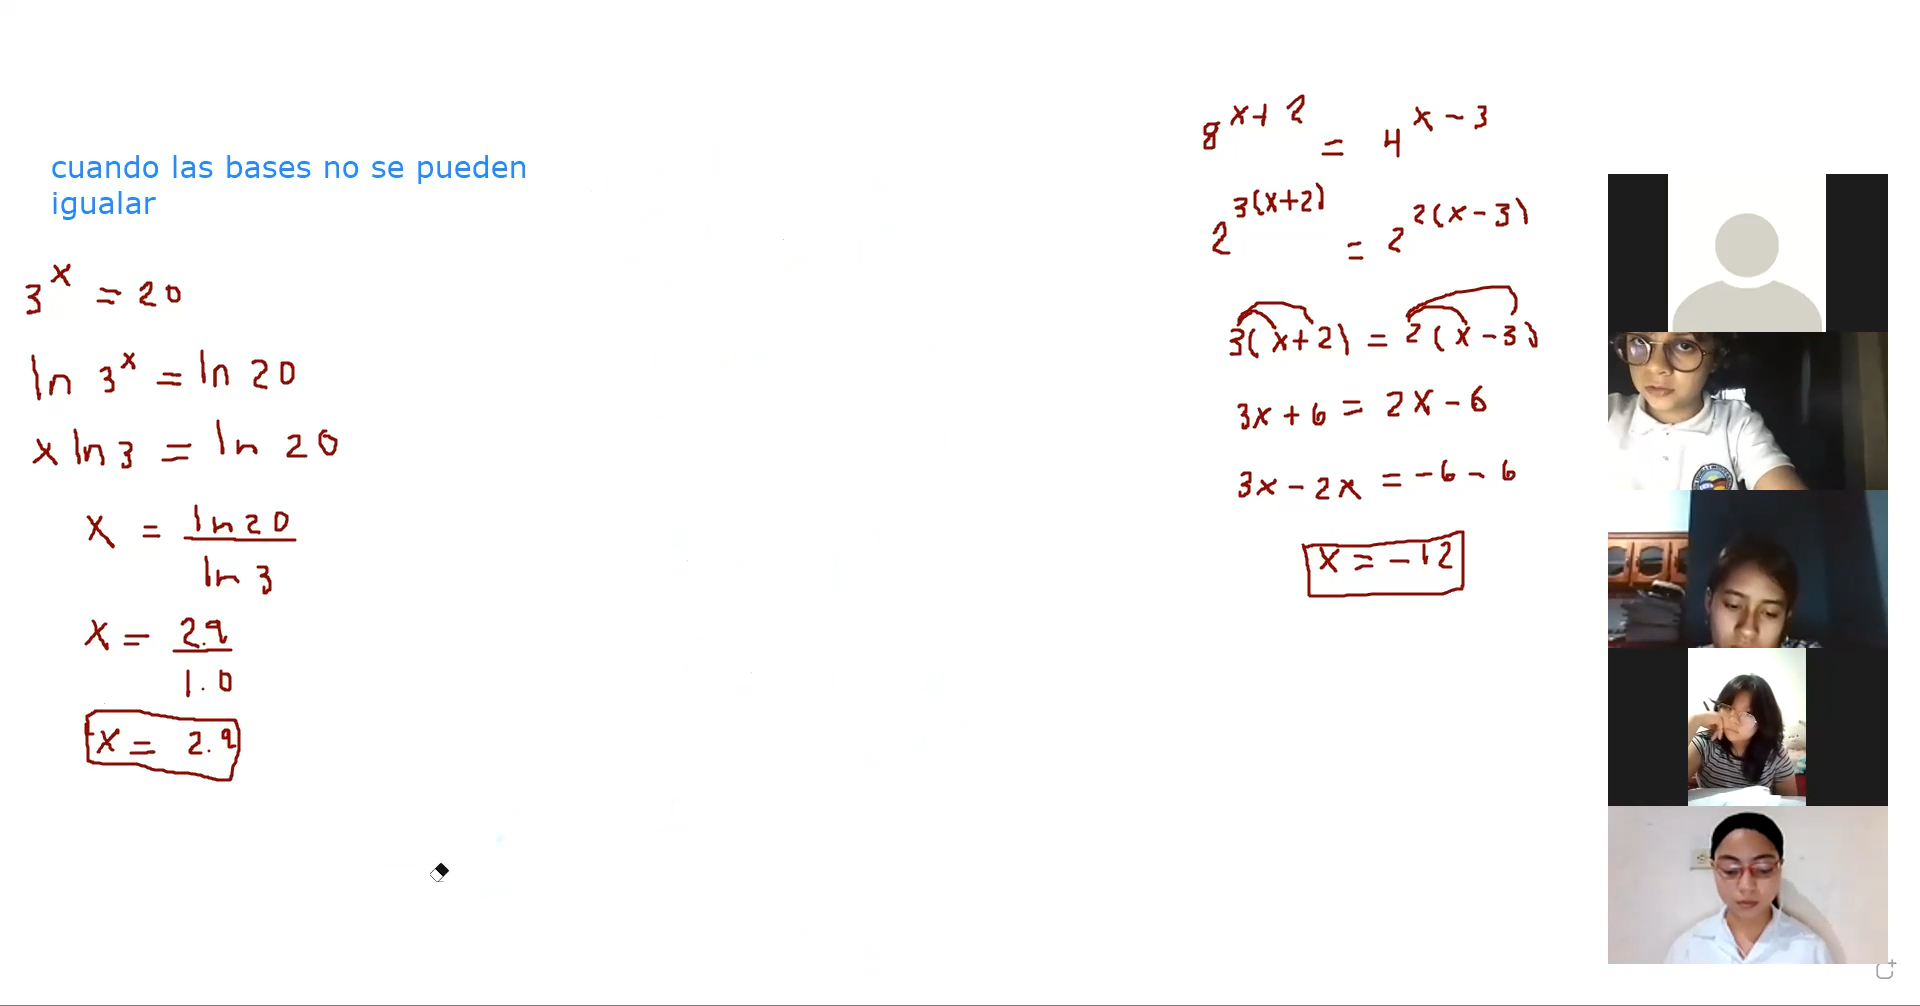 cuando las bases no se pueden
igualar
3^x = 20
ln 3^x = ln 20
x ln 3 = ln 20
x = ln 20 / ln 3
x = 2.9 / 1.0
x = 2.9
8^x+2 = 4^x-3
2^3(x+2) = 2^2(x-3)
3(x+2) = 2(x-3)
3x + 6 = 2x - 6
3x - 2x = -6 - 6
x = -12